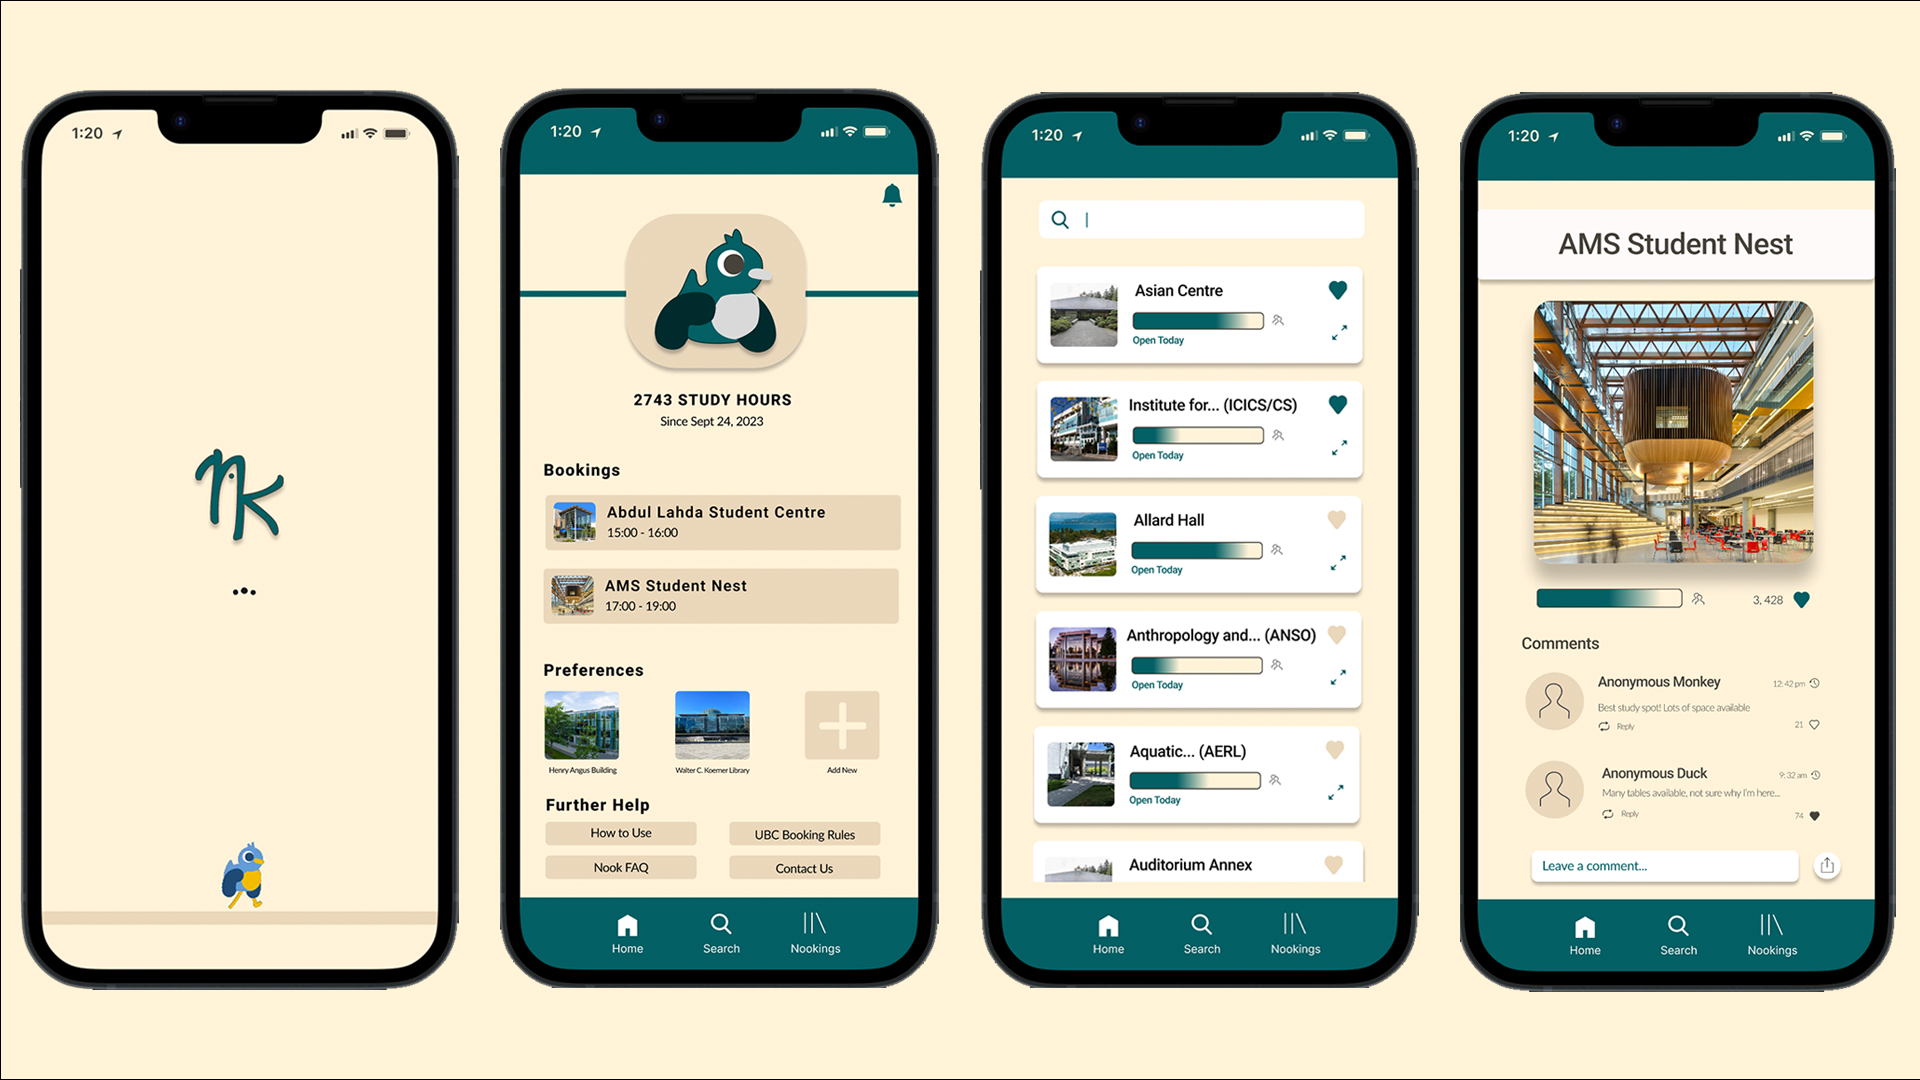 1:20
nk
...
1:20
2743 STUDY HOURS
Since Sept 24, 2023
Bookings
Abdul Lahda Student Centre
15:00 - 16:00
AMS Student Nest
17:00 - 19:00
Preferences
Henry Angus Building
Walter C. Koerner Library
Add New
Further Help
How to Use
UBC Booking Rules
Nook FAQ
Contact Us
Home
Search
Nookings
1:20
Asian Centre
Open Today
Institute for... (ICICS/CS)
Open Today
Allard Hall
Open Today
Anthropology and... (ANSO)
Open Today
Aquatic... (AERL)
Open Today
Auditorium Annex
Home
Search
Nookings
1:20
AMS Student Nest
3, 428
Comments
Anonymous Monkey
12:42 pm
Best study spot! Lots of space available
Reply
21
Anonymous Duck
9:32 am
Many tables available, not sure why I'm here...
Reply
74
Leave a comment...
Home
Search
Nookings